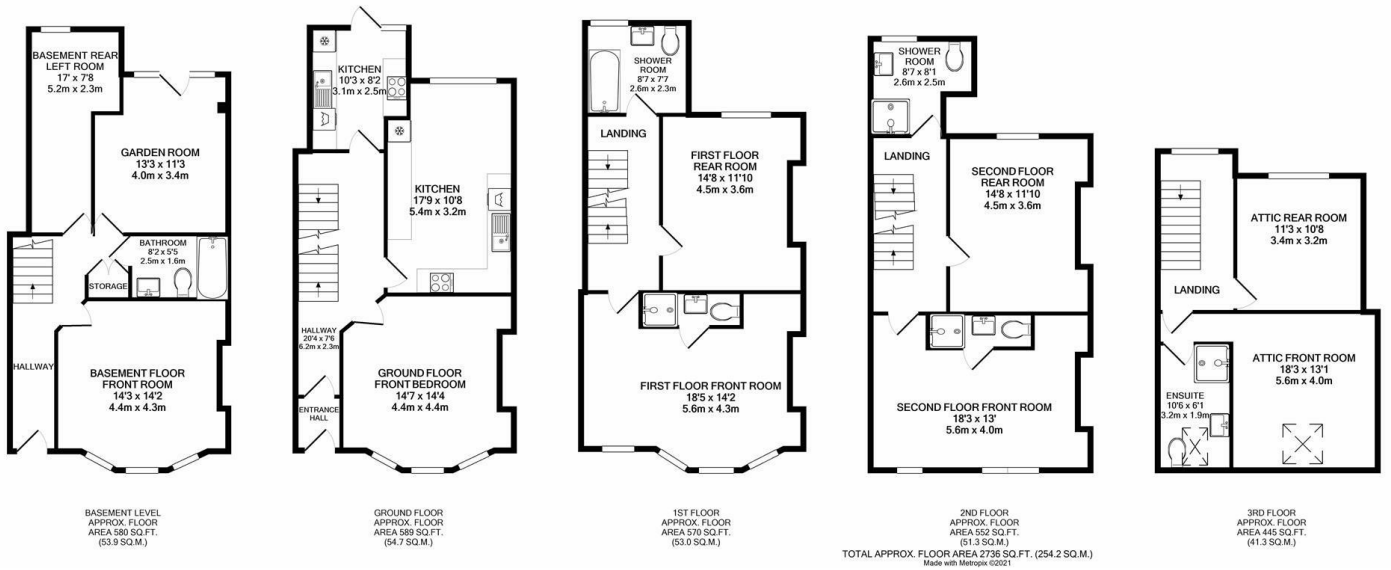 BASEMENT REAR
LEFT ROOM
17' x 7'8
5.2m x 2.3m
GARDEN ROOM
13'3 x 11'3
4.0m x 3.4m
BATHROOM
8'2 x 5'5
2.5m x 1.6m
STORAGE
HALLWAY
BASEMENT FLOOR
FRONT ROOM
14'3 x 14'2
4.4m x 4.3m
BASEMENT LEVEL
APPROX. FLOOR
AREA 580 SQ.FT.
(53.9 SQ.M.)
KITCHEN
10'3 x 8'2
3.1m x 2.5m
KITCHEN
17'9 x 10'8
5.4m x 3.2m
HALLWAY
20'4 x 7'6
6.2m x 2.3m
ENTRANCE
HALL
GROUND FLOOR
FRONT BEDROOM
14'7 x 14'4
4.4m x 4.4m
GROUND FLOOR
APPROX. FLOOR
AREA 589 SQ.FT.
(54.7 SQ.M.)
SHOWER
ROOM
8'7 x 7'7
2.6m x 2.3m
LANDING
FIRST FLOOR
REAR ROOM
14'8 x 11'10
4.5m x 3.6m
FIRST FLOOR FRONT ROOM
18'5 x 14'2
5.6m x 4.3m
1ST FLOOR
APPROX. FLOOR
AREA 570 SQ.FT.
(53.0 SQ.M.)
SHOWER
ROOM
8'7 x 8'1
2.6m x 2.5m
LANDING
SECOND FLOOR
REAR ROOM
14'8 x 11'10
4.5m x 3.6m
SECOND FLOOR FRONT ROOM
18'3 x 13'
5.6m x 4.0m
2ND FLOOR
APPROX. FLOOR
AREA 552 SQ.FT.
(51.3 SQ.M.)
ATTIC REAR ROOM
11'3 x 10'8
3.4m x 3.2m
LANDING
ATTIC FRONT ROOM
18'3 x 13'1
5.6m x 4.0m
ENSUITE
10'6 x 6'1
3.2m x 1.9m
3RD FLOOR
APPROX. FLOOR
AREA 445 SQ.FT.
(41.3 SQ.M.)
TOTAL APPROX. FLOOR AREA 2736 SQ.FT. (254.2 SQ.M.)
Made with Metropix ©2021